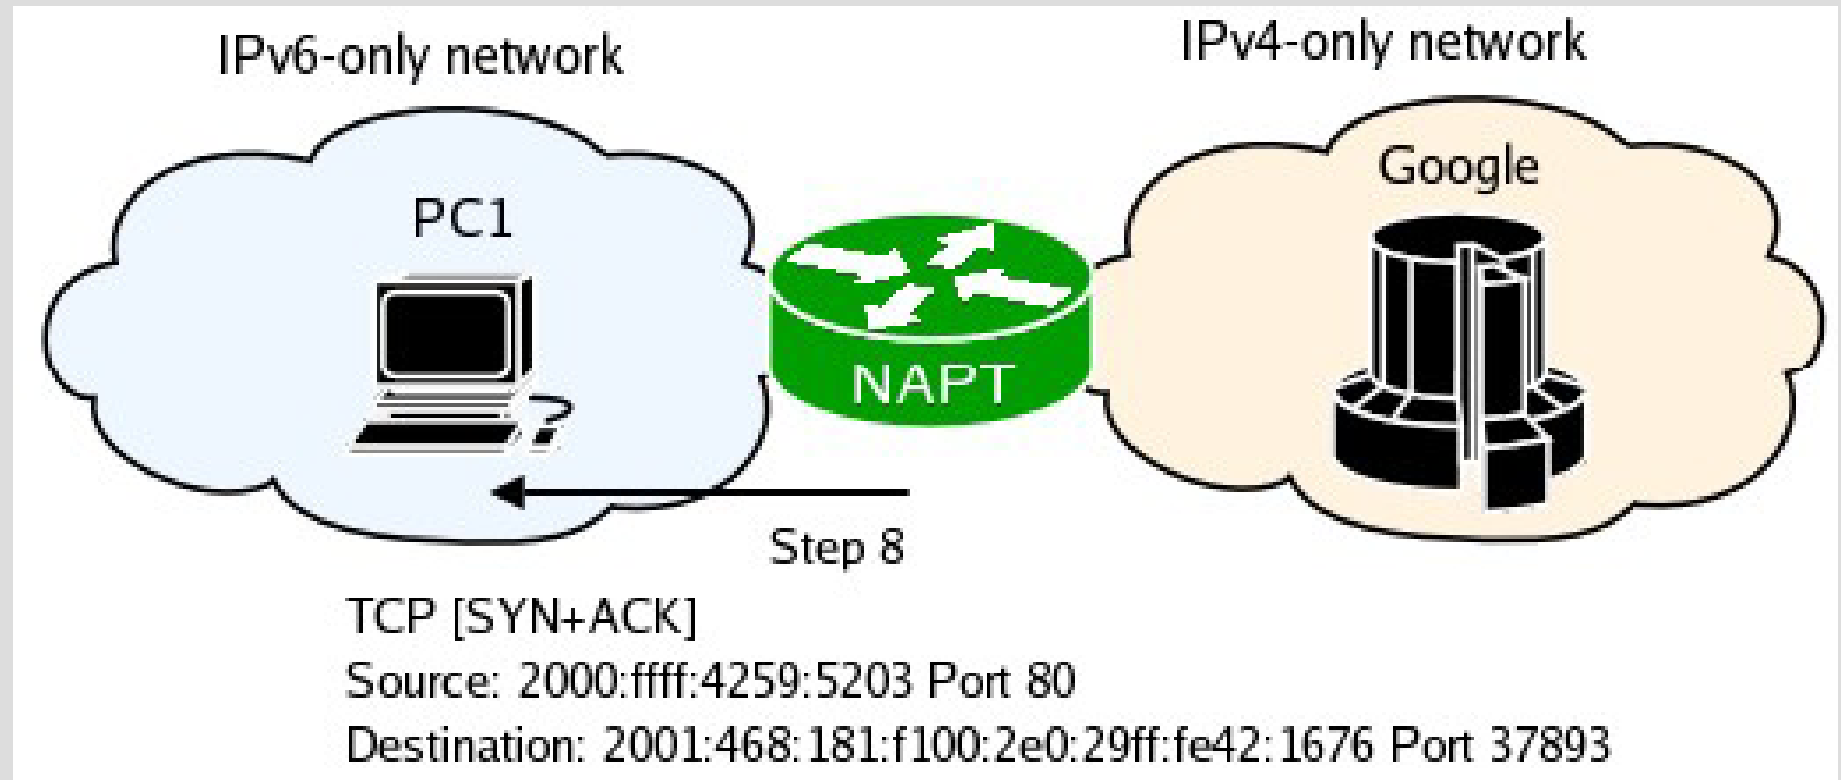 IPv6-only network
IPv4-only network
PC1
Google
NAPT
?
Step 8
TCP [SYN+ACK]
Source: 2000:ffff:4259:5203 Port 80
Destination: 2001:468:181:f100:2e0:29ff:fe42:1676 Port 37893